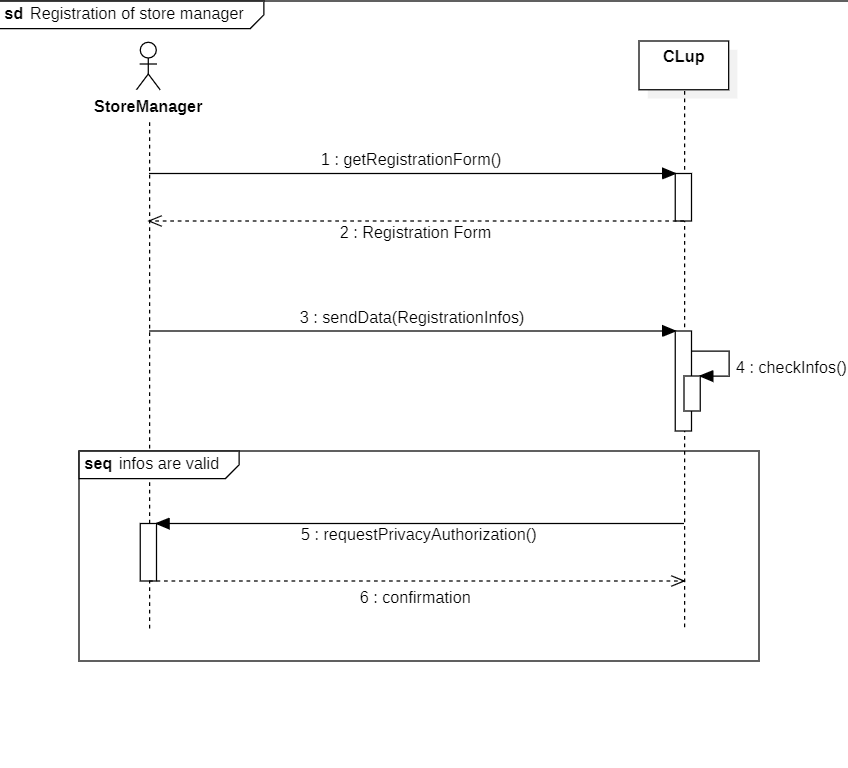 sd Registration of store manager
CLup
StoreManager
1 : getRegistrationForm()
2 : Registration Form
3 : sendData(RegistrationInfos)
4 : checkInfos()
seq infos are valid
5 : requestPrivacyAuthorization()
6 : confirmation